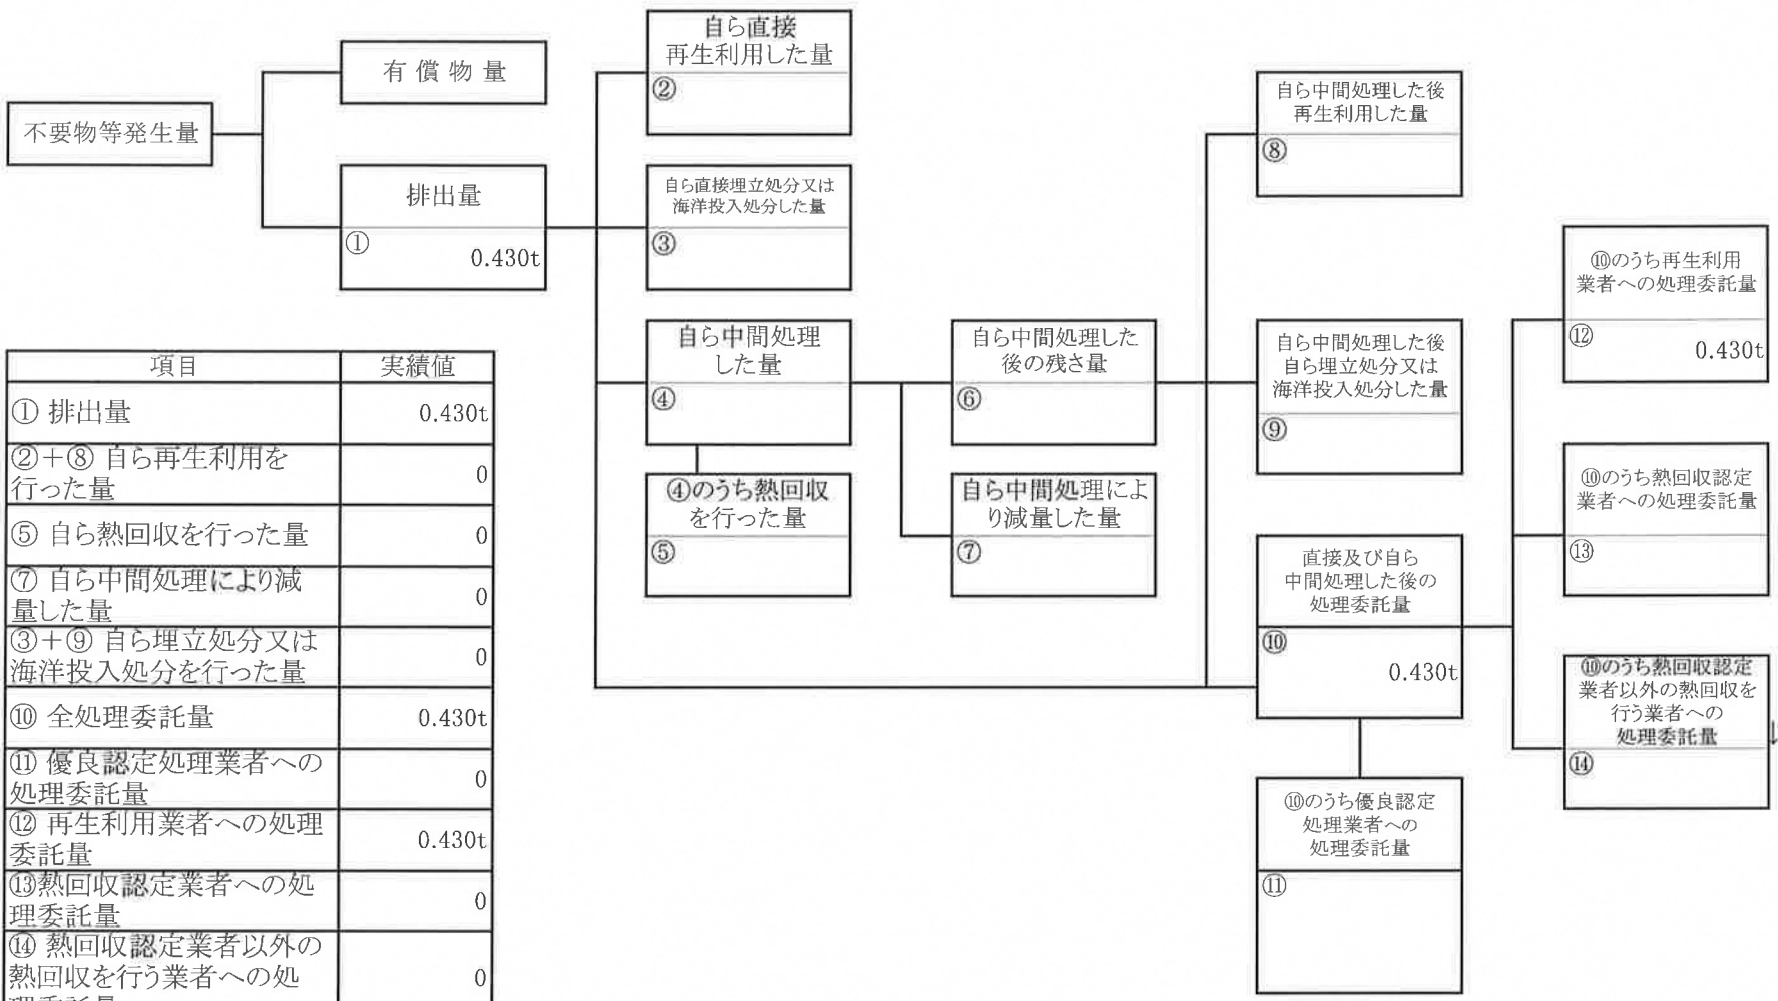 不要物等発生量
有償物量
排出量
①
0.430t
自ら直接
再生利用した量
②
自ら直接埋立処分又は
海洋投入処分した量
③
自ら中間処理
した量
④
④のうち熱回収
を行った量
⑤
自ら中間処理した
後の残さ量
⑥
自ら中間処理によ
り減量した量
⑦
自ら中間処理した後
再生利用した量
⑧
自ら中間処理した後
自ら埋立処分又は
海洋投入処分した量
⑨
直接及び自ら
中間処理した後の
処理委託量
⑩
0.430t
⑩のうち優良認定
処理業者への
処理委託量
⑪
⑩のうち再生利用
業者への処理委託量
⑫
0.430t
⑩のうち熱回収認定
業者への処理委託量
⑬
⑩のうち熱回収認定
業者以外の熱回収を
行う業者への
処理委託量
⑭
項目 実績値
① 排出量 0.430t
②+⑧ 自ら再生利用を
行った量 0
⑤ 自ら熱回収を行った量 0
⑦ 自ら中間処理により減
量した量 0
③+⑨ 自ら埋立処分又は
海洋投入処分を行った量 0
⑩ 全処理委託量 0.430t
⑪ 優良認定処理業者への
処理委託量 0
⑫ 再生利用業者への処理
委託量 0.430t
⑬熱回収認定業者への処
理委託量 0
⑭ 熱回収認定業者以外の
熱回収を行う業者への処 0